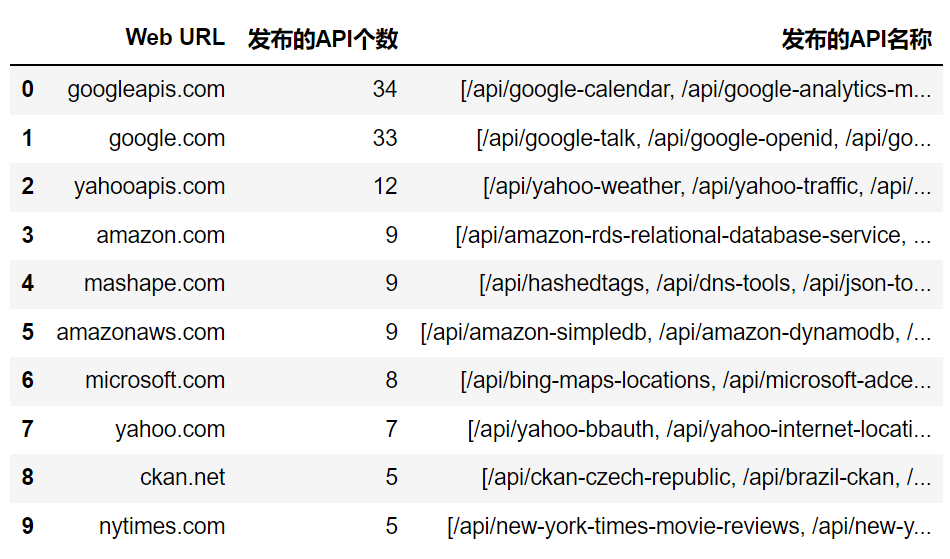 Web URL 发布的API个数 发布的API名称
0 googleapis.com 34 [/api/google-calendar, /api/google-analytics-m...
1 google.com 33 [/api/google-talk, /api/google-openid, /api/go...
2 yahooapis.com 12 [/api/yahoo-weather, /api/yahoo-traffic, /api/...
3 amazon.com 9 [/api/amazon-rds-relational-database-service, ...
4 mashape.com 9 [/api/hashedtags, /api/dns-tools, /api/json-to...
5 amazonaws.com 9 [/api/amazon-simpledb, /api/amazon-dynamodb, /...
6 microsoft.com 8 [/api/bing-maps-locations, /api/microsoft-adce...
7 yahoo.com 7 [/api/yahoo-bbauth, /api/yahoo-internet-locati...
8 ckan.net 5 [/api/ckan-czech-republic, /api/brazil-ckan, /...
9 nytimes.com 5 [/api/new-york-times-movie-reviews, /api/new-y...